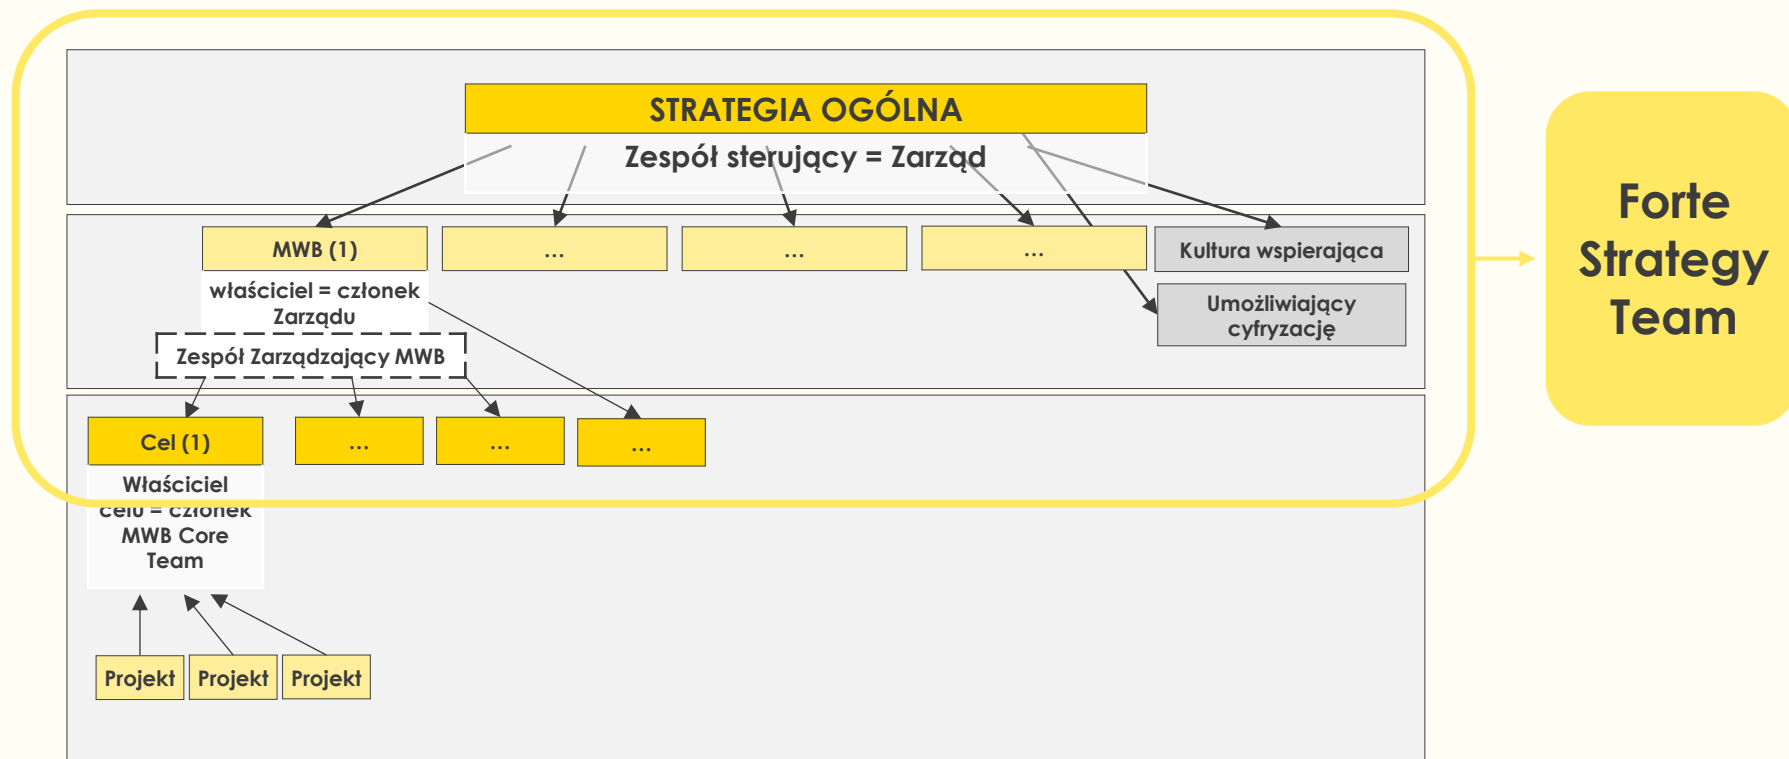 STRATEGIA OGÓLNA
Zespół sterujący = Zarząd
MWB (1)
...
...
...
Kultura wspierająca
właściciel = członek
Zarządu
Umożliwiający
cyfryzację
Zespół Zarządzający MWB
Cel (1)
...
...
...
Właściciel
celu = członek
MWB Core
Team
Projekt
Projekt
Projekt
Forte
Strategy
Team